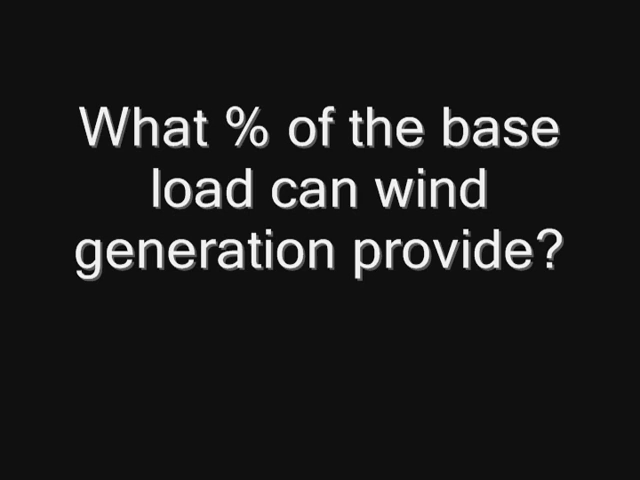 What % of the base
load can wind
generation provide?